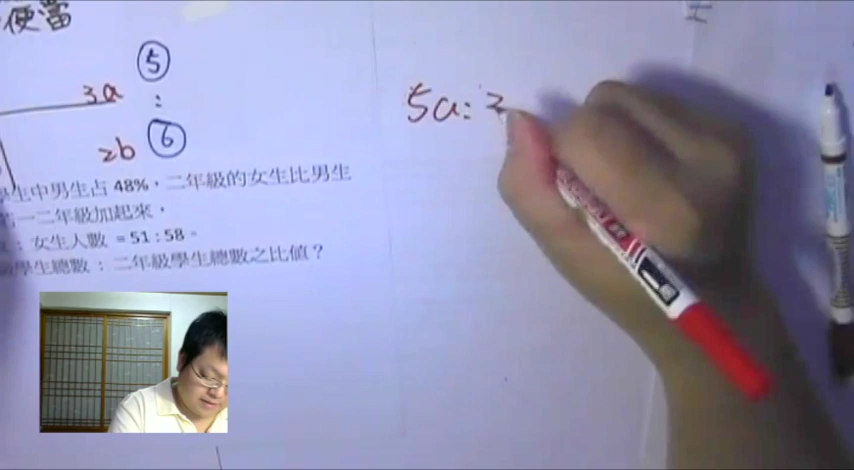 便當
⑤
3a
:
2b
⑥
5a:
學生中男生占 48%，二年級的女生比男生
一二年級加起來，
：女生人數 =51:58。
級學生總數：二年級學生總數之比值？